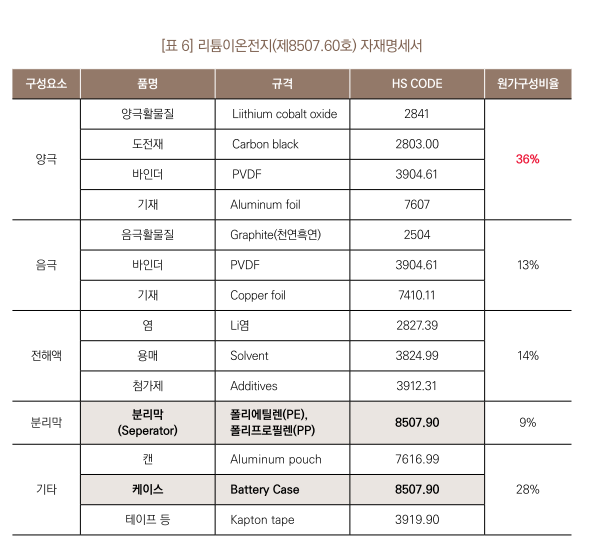 [표 6] 리튬이온전지(제8507.60호) 자재명세서
구성요소 품명 규격 HS CODE 원가구성비율
양극 36%
양극활물질 Liithium cobalt oxide 2841
도전재 Carbon black 2803.00
바인더 PVDF 3904.61
기재 Aluminum foil 7607
음극 13%
음극활물질 Graphite(천연흑연) 2504
바인더 PVDF 3904.61
기재 Copper foil 7410.11
전해액 14%
염 Li염 2827.39
용매 Solvent 3824.99
첨가제 Additives 3912.31
분리막 9%
분리막 폴리에틸렌(PE), 8507.90
(Seperator) 폴리프로필렌(PP)
기타 28%
캔 Aluminum pouch 7616.99
케이스 Battery Case 8507.90
테이프 등 Kapton tape 3919.90